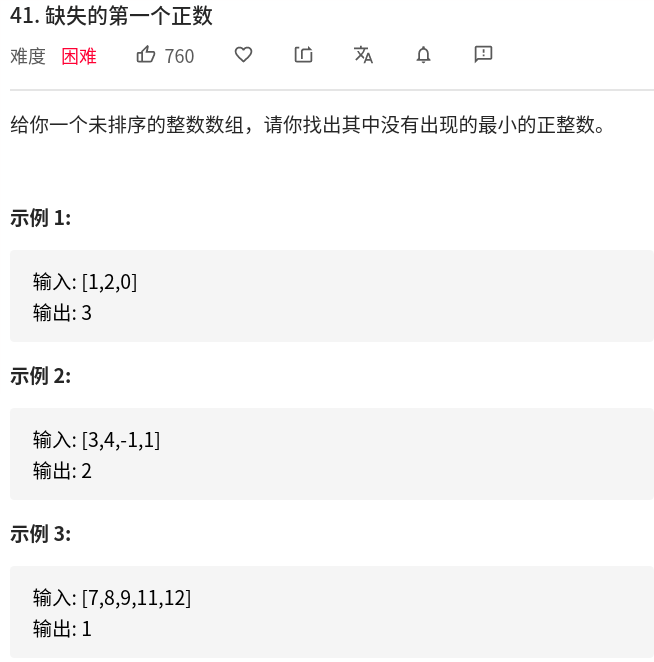 41. 缺失的第一个正数
难度 困难 760
给你一个未排序的整数数组，请你找出其中没有出现的最小的正整数。
示例 1:
输入: [1,2,0]
输出: 3
示例 2:
输入: [3,4,-1,1]
输出: 2
示例 3:
输入: [7,8,9,11,12]
输出: 1